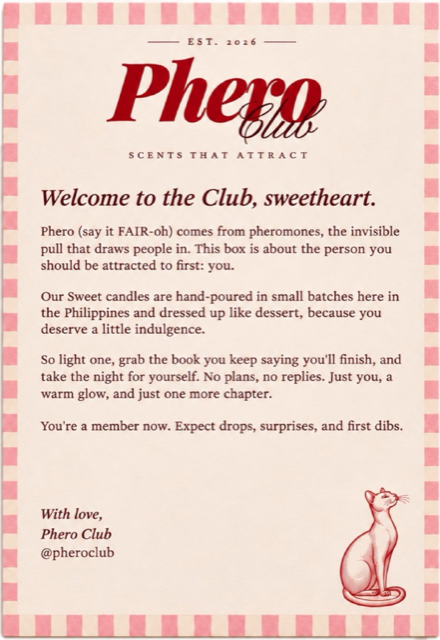 EST. 2026
Phero
Club
SCENTS THAT ATTRACT
Welcome to the Club, sweetheart.
Phero (say it FAIR-oh) comes from pheromones, the invisible
pull that draws people in. This box is about the person you
should be attracted to first: you.
Our Sweet candles are hand-poured in small batches here in
the Philippines and dressed up like dessert, because you
deserve a little indulgence.
So light one, grab the book you keep saying you'll finish, and
take the night for yourself. No plans, no replies. Just you, a
warm glow, and just one more chapter.
You're a member now. Expect drops, surprises, and first dibs.
With love,
Phero Club
@pheroclub